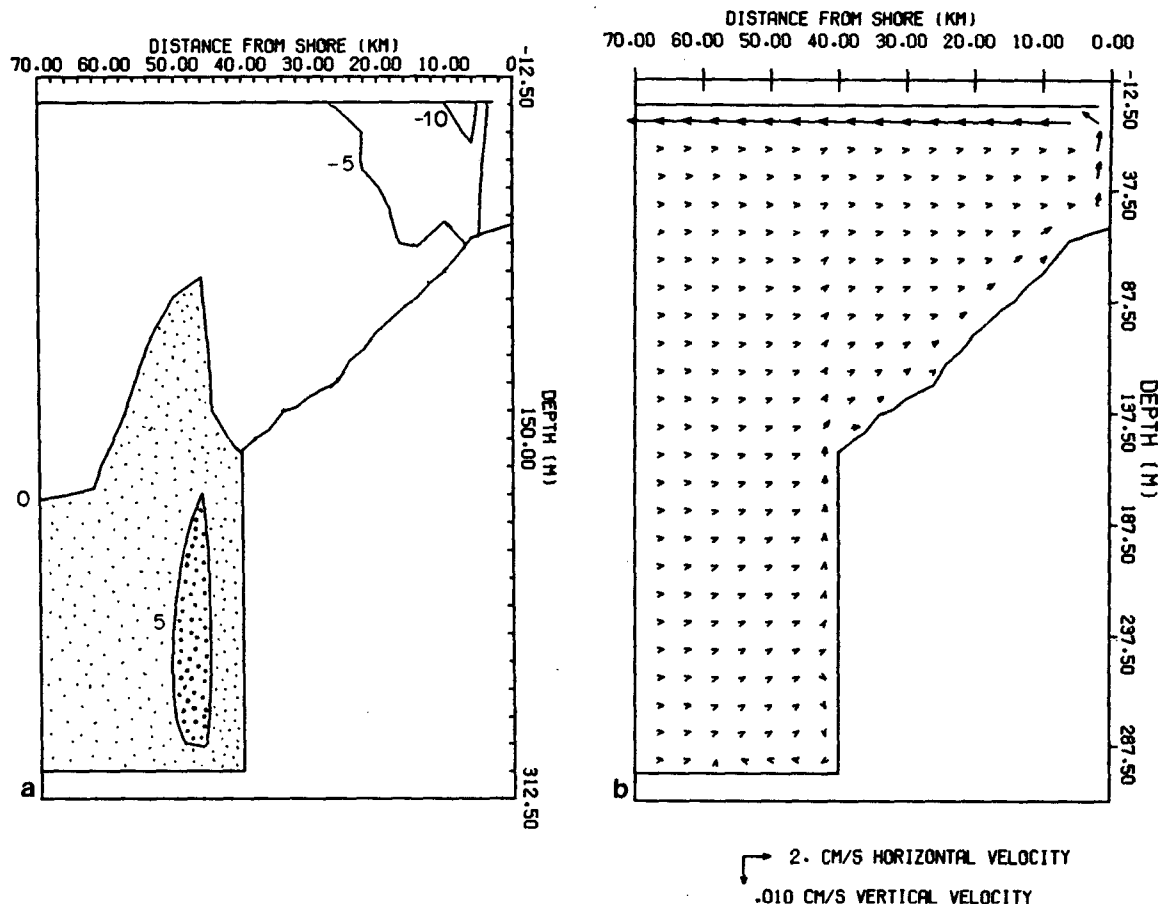 DISTANCE FROM SHORE (KM)
70.00 60.00 50.00 40.00 30.00 20.00 10.00 0
-12.50
-10
-5
DEPTH (M)
150.00
0
5
312.50
a
DISTANCE FROM SHORE (KM)
70.00 60.00 50.00 40.00 30.00 20.00 10.00 0.00
-12.50
37.50
87.50
DEPTH (M)
137.50
187.50
237.50
287.50
b
2. CM/S HORIZONTAL VELOCITY
.010 CM/S VERTICAL VELOCITY